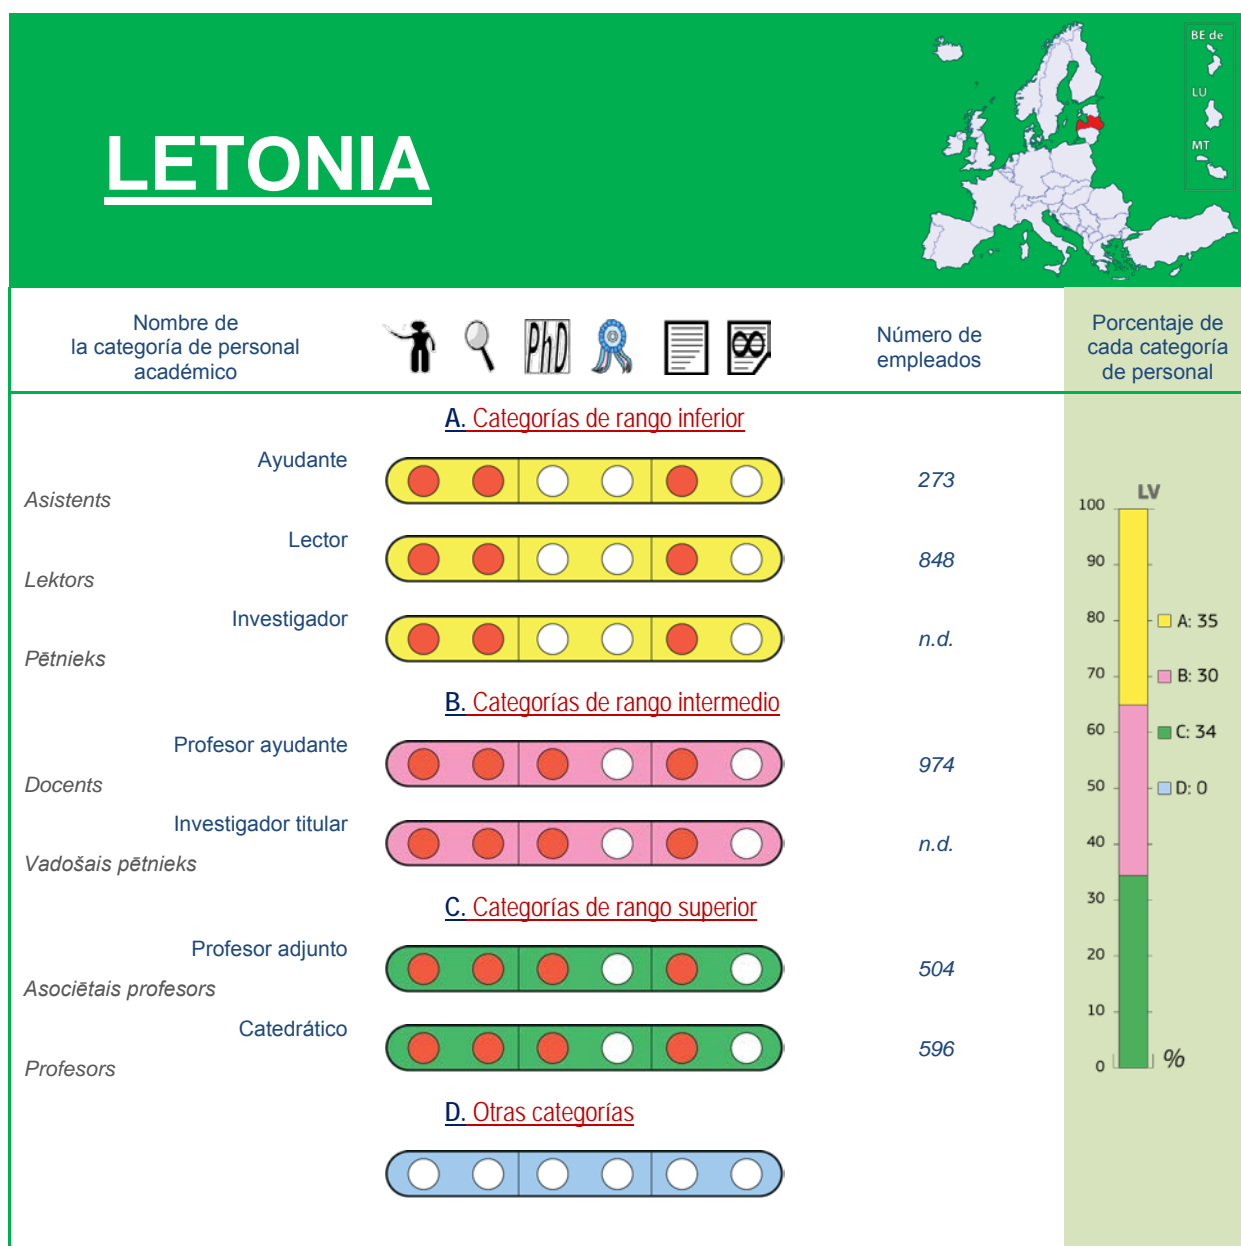 BE de
LU
MT
LETONIA
Nombre de
la categoría de personal
académico
PhD
Número de
empleados
Porcentaje de
cada categoría
de personal
A. Categorías de rango inferior
Ayudante
Asistents
273
Lector
Lektors
848
Investigador
Pētnieks
n.d.
B. Categorías de rango intermedio
Profesor ayudante
Docents
974
Investigador titular
Vadošais pētnieks
n.d.
C. Categorías de rango superior
Profesor adjunto
Asociētais profesors
504
Catedrático
Profesors
596
D. Otras categorías
LV
100
90
80
70
60
50
40
30
20
10
0
%
A: 35
B: 30
C: 34
D: 0